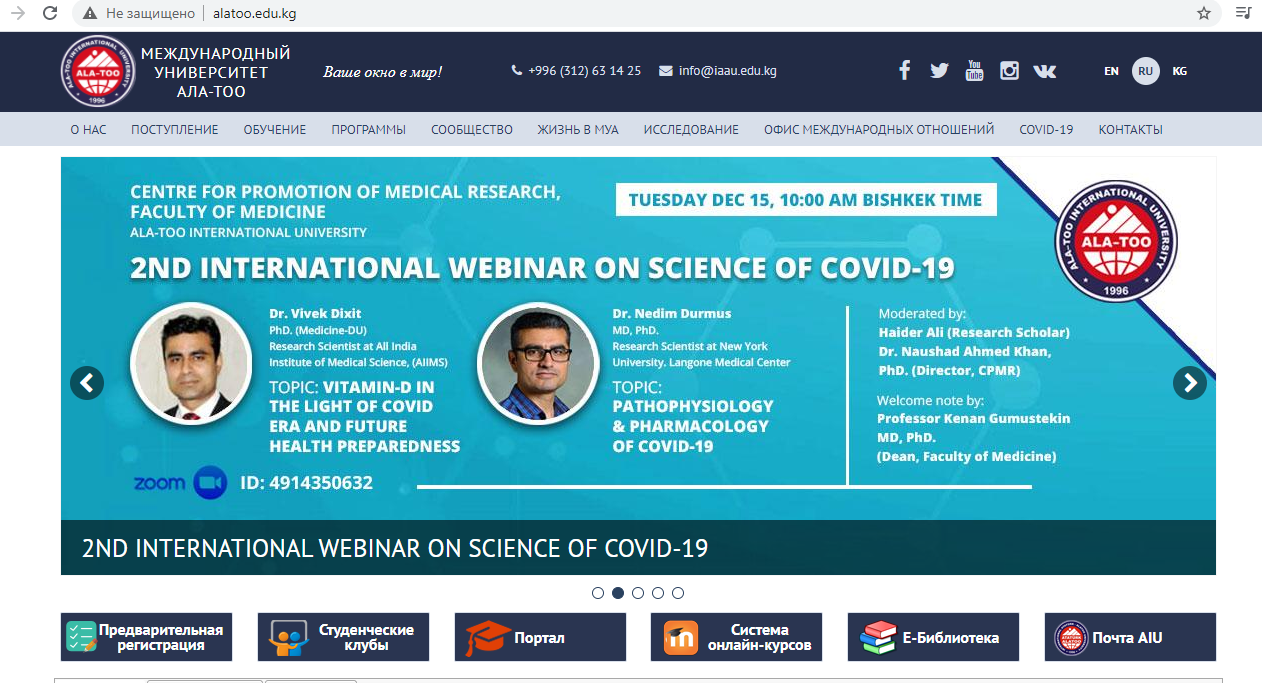 Не защищено
alatoo.edu.kg
ALA-TOO INTERNATIONAL UNIVERSITY
ALA-TOO
1996
МЕЖДУНАРОДНЫЙ
УНИВЕРСИТЕТ
АЛА-ТОО
Ваше окно в мир!
+996 (312) 63 14 25
info@iaau.edu.kg
You
Tube
EN
RU
KG
О НАС
ПОСТУПЛЕНИЕ
ОБУЧЕНИЕ
ПРОГРАММЫ
СООБЩЕСТВО
ЖИЗНЬ В МУА
ИССЛЕДОВАНИЕ
ОФИС МЕЖДУНАРОДНЫХ ОТНОШЕНИЙ
COVID-19
КОНТАКТЫ
CENTRE FOR PROMOTION OF MEDICAL RESEARCH,
FACULTY OF MEDICINE
ALA-TOO INTERNATIONAL UNIVERSITY
TUESDAY DEC 15, 10:00 AM BISHKEK TIME
ALA-TOO INTERNATIONAL UNIVERSITY
ALA-TOO
1996
2ND INTERNATIONAL WEBINAR ON SCIENCE OF COVID-19
Dr. Vivek Dixit
PhD. (Medicine-DU)
Research Scientist at All India
Institute of Medical Science, (AIIMS)
TOPIC: VITAMIN-D IN
THE LIGHT OF COVID
ERA AND FUTURE
HEALTH PREPAREDNESS
Dr. Nedim Durmus
MD, PhD.
Research Scientist at New York
University. Langone Medical Center
TOPIC:
PATHOPHYSIOLOGY
& PHARMACOLOGY
OF COVID-19
Moderated by:
Haider Ali (Research Scholar)
Dr. Naushad Ahmed Khan,
PhD. (Director, CPMR)
Welcome note by:
Professor Kenan Gumustekin
MD, PhD.
(Dean, Faculty of Medicine)
zoom
ID: 4914350632
2ND INTERNATIONAL WEBINAR ON SCIENCE OF COVID-19
Предварительная
регистрация
Студенческие
клубы
Портал
Система
онлайн-курсов
Е-Библиотека
Почта AIU